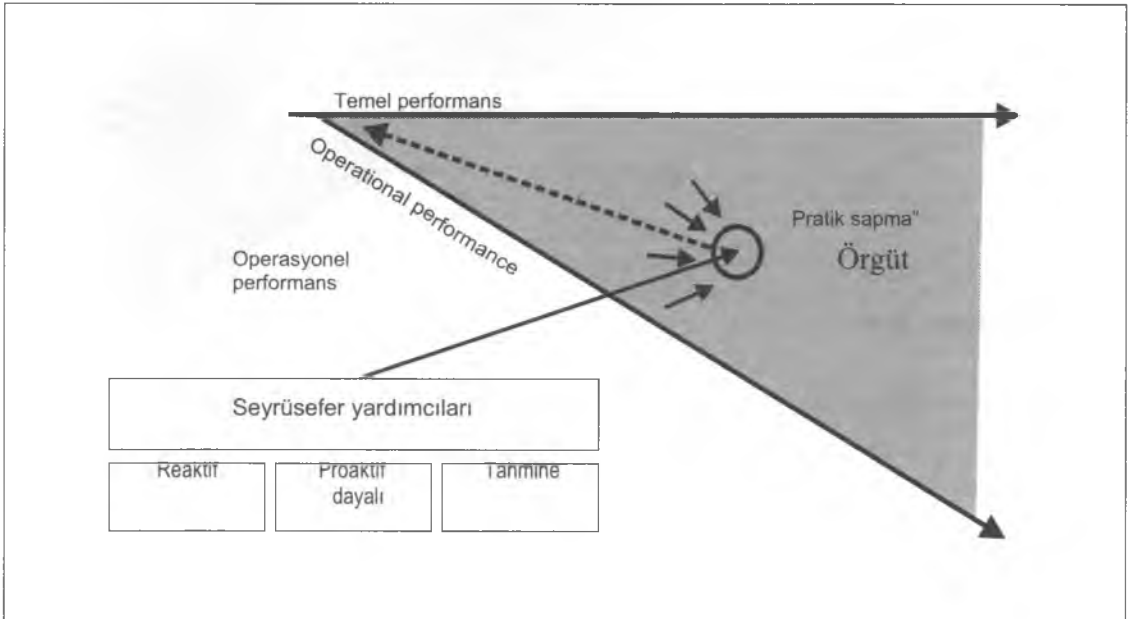 Temel performans
Operational performance
Pratik sapma"
Örgüt
Operasyonel
performans
Seyrüsefer yardımcıları
Reaktif
Proaktif
dayalı
Tahmine